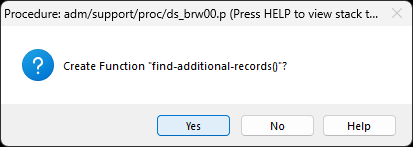 Procedure: adm/support/proc/ds_brw00.p (Press HELP to view stack t...
Create Function "find-additional-records()"?
Yes
No
Help